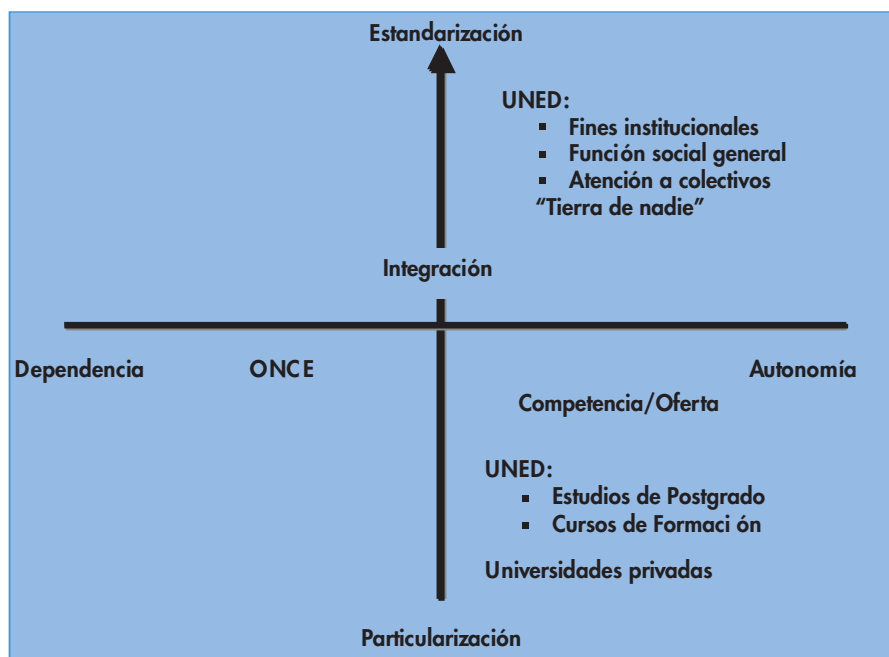 Estandarización
UNED:
▪ Fines institucionales
▪ Función social general
▪ Atención a colectivos
“Tierra de nadie”
Integración
Dependencia
ONCE
Autonomía
Competencia/Oferta
UNED:
▪ Estudios de Postgrado
▪ Cursos de Formaci ón
Universidades privadas
Particularización